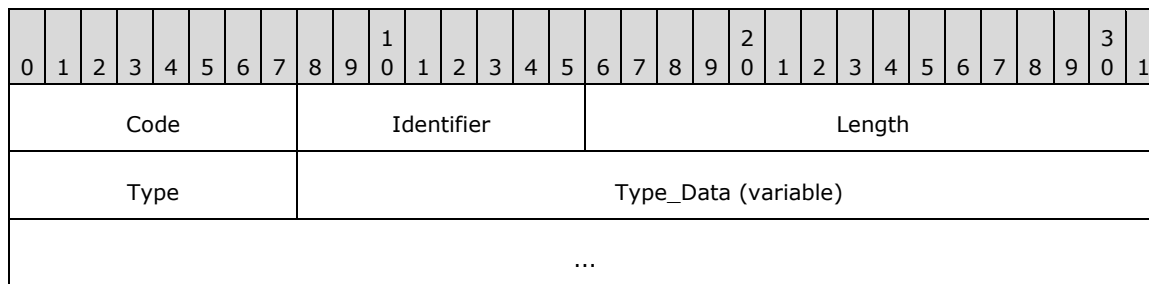 1 2 3
0 1 2 3 4 5 6 7 8 9 0 1 2 3 4 5 6 7 8 9 0 1 2 3 4 5 6 7 8 9 0 1
Code Identifier Length
Type Type_Data (variable)
...